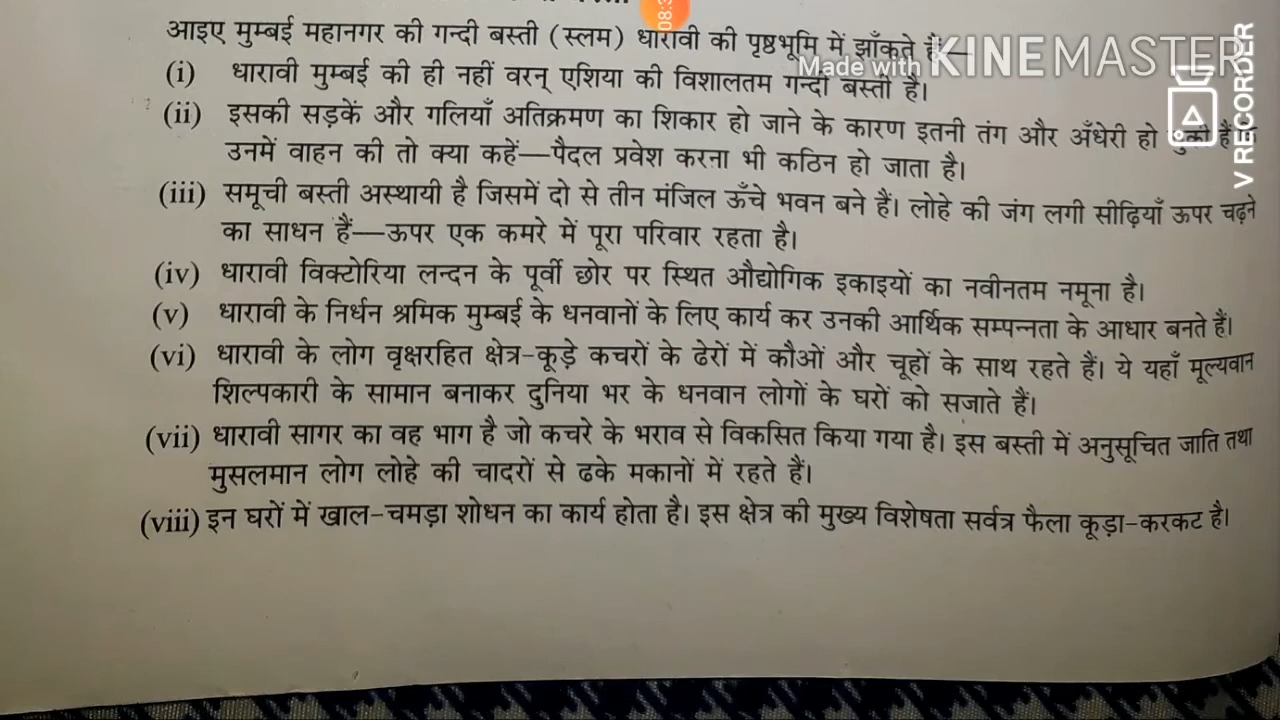 आइए मुम्बई महानगर की गन्दी बस्ती (स्लम) धारावी की पृष्ठभूमि में झाँकते हैं—
Made with KINEMASTER
V RECORDER
(i) धारावी मुम्बई की ही नहीं वरन् एशिया की विशालतम गन्दी बस्ती है।
(ii) इसकी सड़कें और गलियाँ अतिक्रमण का शिकार हो जाने के कारण इतनी तंग और अँधेरी हो चुकी हैं
उनमें वाहन की तो क्या कहें—पैदल प्रवेश करना भी कठिन हो जाता है।
(iii) समूची बस्ती अस्थायी है जिसमें दो से तीन मंजिल ऊँचे भवन बने हैं। लोहे की जंग लगी सीढ़ियाँ ऊपर चढ़ने
का साधन हैं—ऊपर एक कमरे में पूरा परिवार रहता है।
(iv) धारावी विक्टोरिया लन्दन के पूर्वी छोर पर स्थित औद्योगिक इकाइयों का नवीनतम नमूना है।
(v) धारावी के निर्धन श्रमिक मुम्बई के धनवानों के लिए कार्य कर उनकी आर्थिक सम्पन्नता के आधार बनते हैं।
(vi) धारावी के लोग वृक्षरहित क्षेत्र-कूड़े कचरों के ढेरों में कौओं और चूहों के साथ रहते हैं। ये यहाँ मूल्यवान
शिल्पकारी के सामान बनाकर दुनिया भर के धनवान लोगों के घरों को सजाते हैं।
(vii) धारावी सागर का वह भाग है जो कचरे के भराव से विकसित किया गया है। इस बस्ती में अनुसूचित जाति तथा
मुसलमान लोग लोहे की चादरों से ढके मकानों में रहते हैं।
(viii) इन घरों में खाल-चमड़ा शोधन का कार्य होता है। इस क्षेत्र की मुख्य विशेषता सर्वत्र फैला कूड़ा-करकट है।